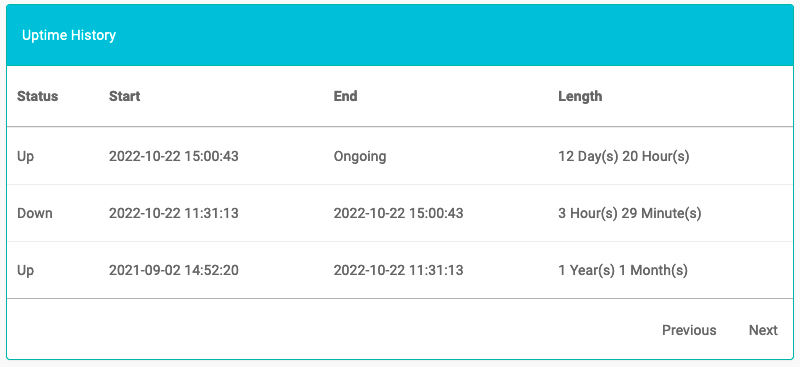 Uptime History
Status Start End Length
Up 2022-10-22 15:00:43 Ongoing 12 Day(s) 20 Hour(s)
Down 2022-10-22 11:31:13 2022-10-22 15:00:43 3 Hour(s) 29 Minute(s)
Up 2021-09-02 14:52:20 2022-10-22 11:31:13 1 Year(s) 1 Month(s)
Previous Next